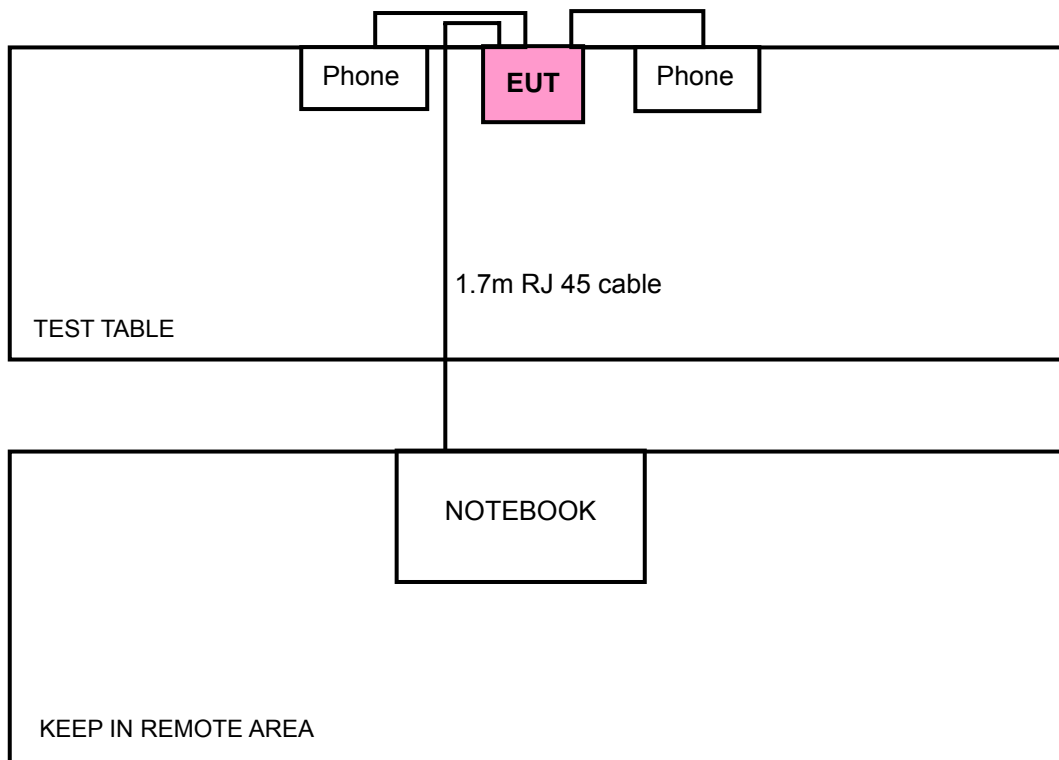 Phone
EUT
Phone
1.7m RJ 45 cable
TEST TABLE
NOTEBOOK
KEEP IN REMOTE AREA